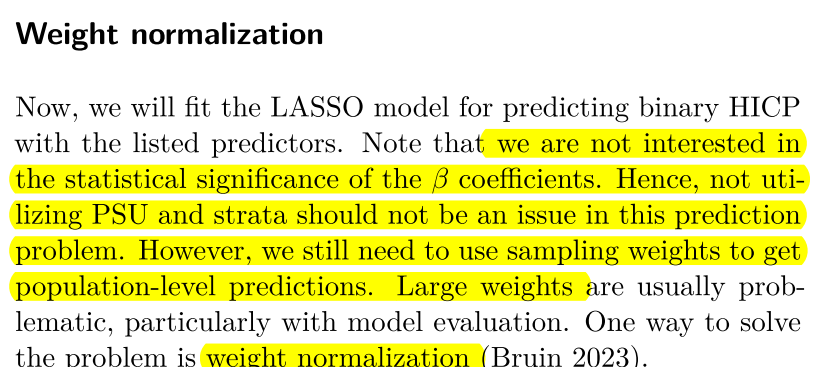 Weight normalization
Now, we will fit the LASSO model for predicting binary HICP
with the listed predictors. Note that we are not interested in
the statistical significance of the β coefficients. Hence, not uti-
lizing PSU and strata should not be an issue in this prediction
problem. However, we still need to use sampling weights to get
population-level predictions. Large weights are usually prob-
lematic, particularly with model evaluation. One way to solve
the problem is weight normalization (Bruin 2023).